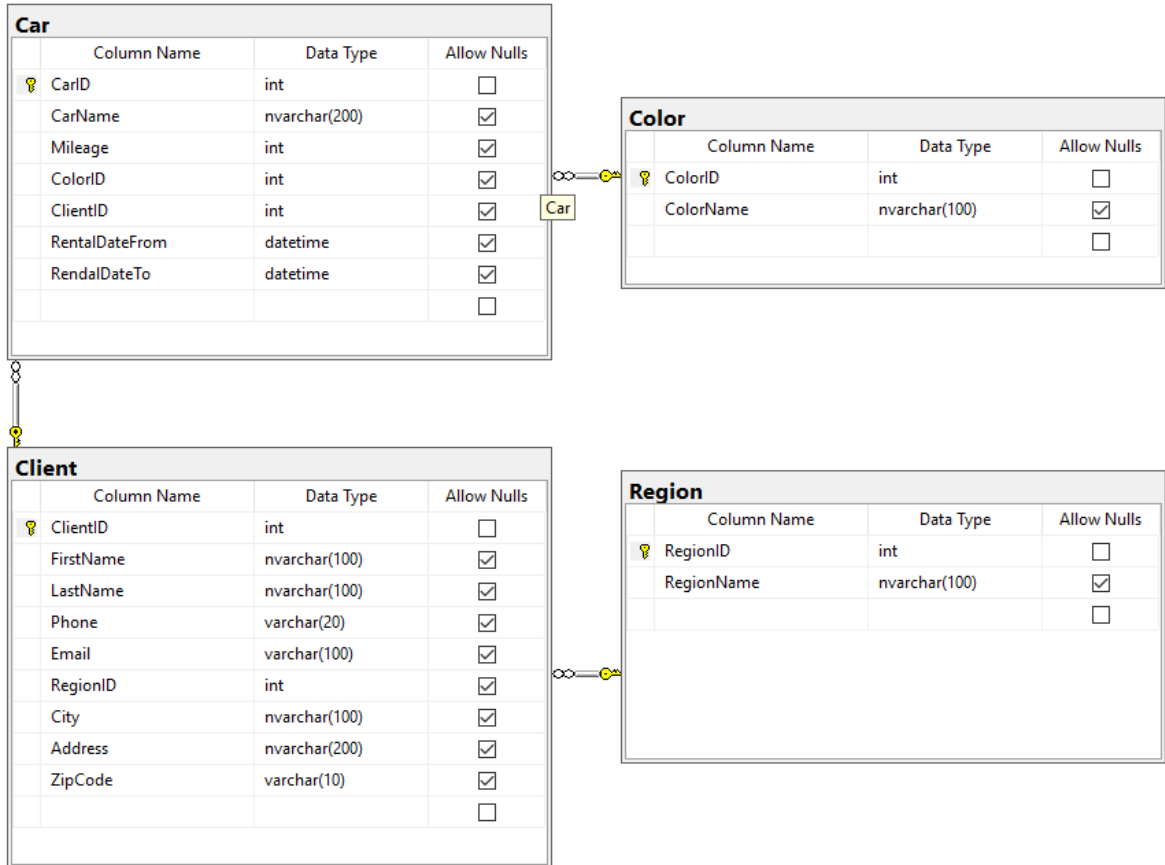 Car
Column Name Data Type Allow Nulls
CarID int
CarName nvarchar(200)
Mileage int
ColorID int
ClientID int
RentalDateFrom datetime
RendalDateTo datetime
Car
Color
Column Name Data Type Allow Nulls
ColorID int
ColorName nvarchar(100)
Client
Column Name Data Type Allow Nulls
ClientID int
FirstName nvarchar(100)
LastName nvarchar(100)
Phone varchar(20)
Email varchar(100)
RegionID int
City nvarchar(100)
Address nvarchar(200)
ZipCode varchar(10)
Region
Column Name Data Type Allow Nulls
RegionID int
RegionName nvarchar(100)